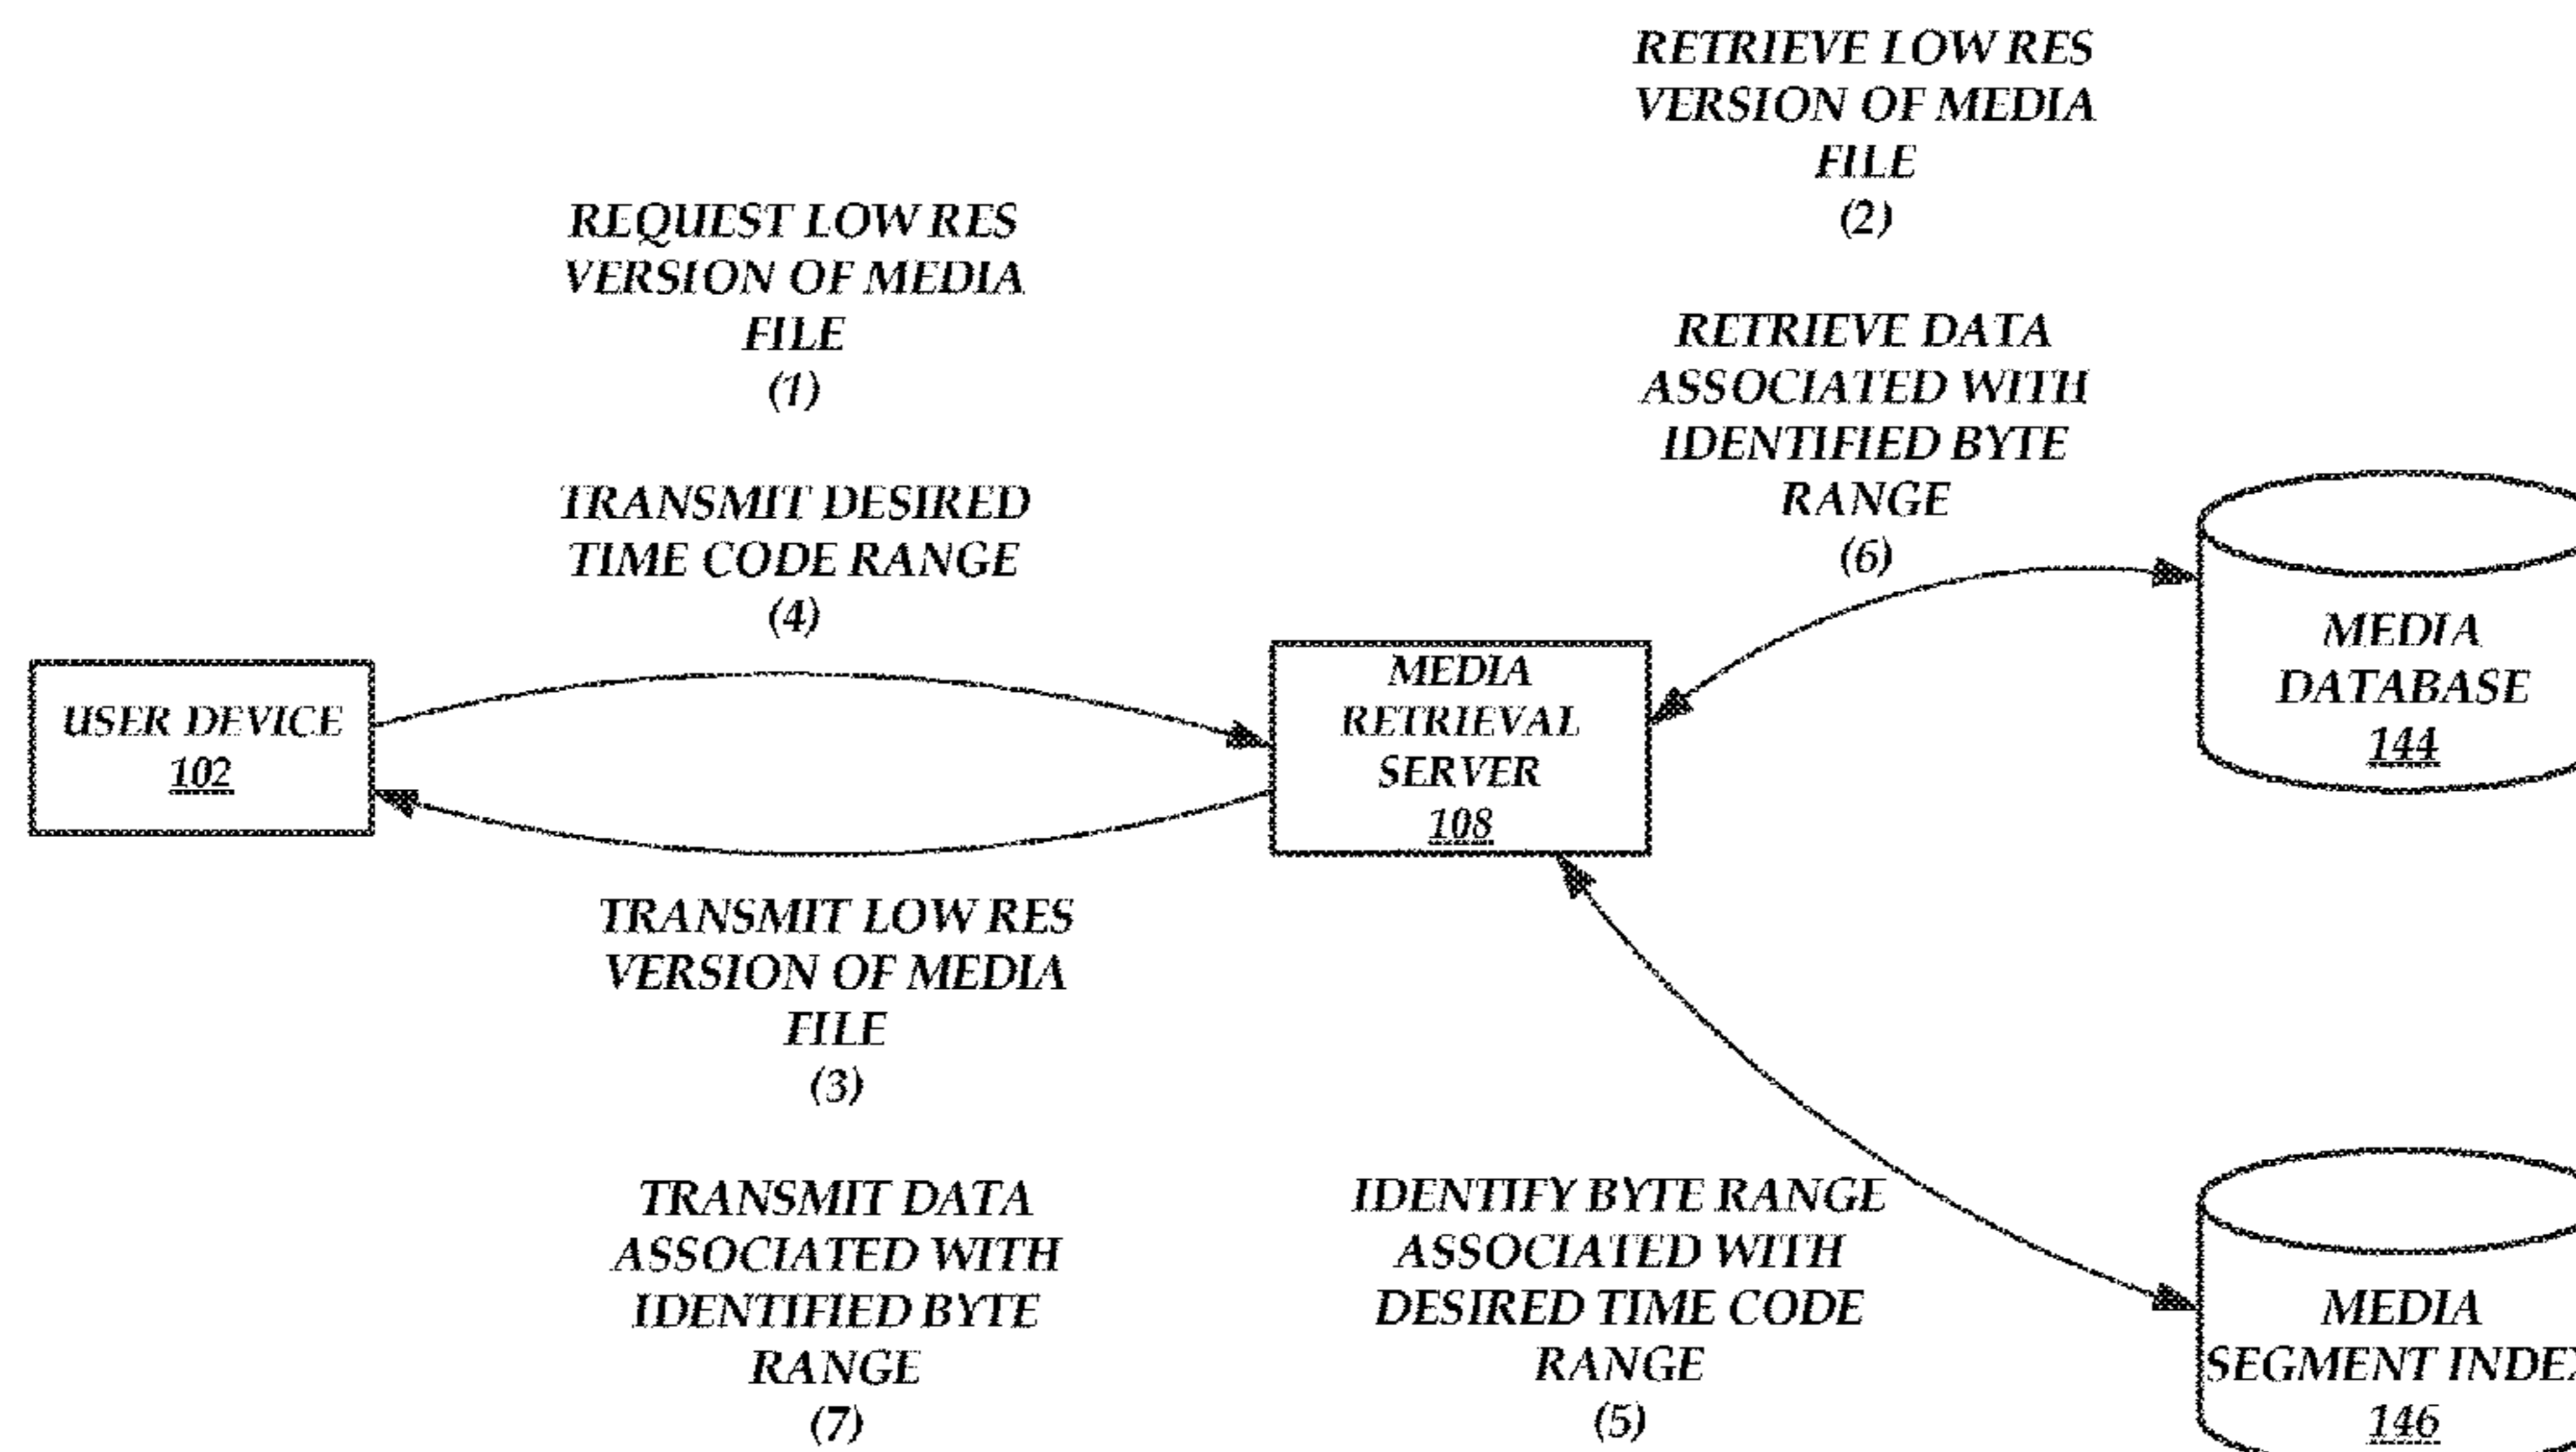 RETRIEVE LOW RES
VERSION OF MEDIA
FILE
(2)
REQUEST LOW RES
VERSION OF MEDIA
FILE
(1)
RETRIEVE DATA
ASSOCIATED WITH
IDENTIFIED BYTE
RANGE
(6)
TRANSMIT DESIRED
TIME CODE RANGE
(4)
USER DEVICE
102
MEDIA
RETRIEVAL
SERVER
108
MEDIA
DATABASE
144
TRANSMIT LOW RES
VERSION OF MEDIA
FILE
(3)
TRANSMIT DATA
ASSOCIATED WITH
IDENTIFIED BYTE
RANGE
(7)
IDENTIFY BYTE RANGE
ASSOCIATED WITH
DESIRED TIME CODE
RANGE
(5)
MEDIA
SEGMENT INDEX
146